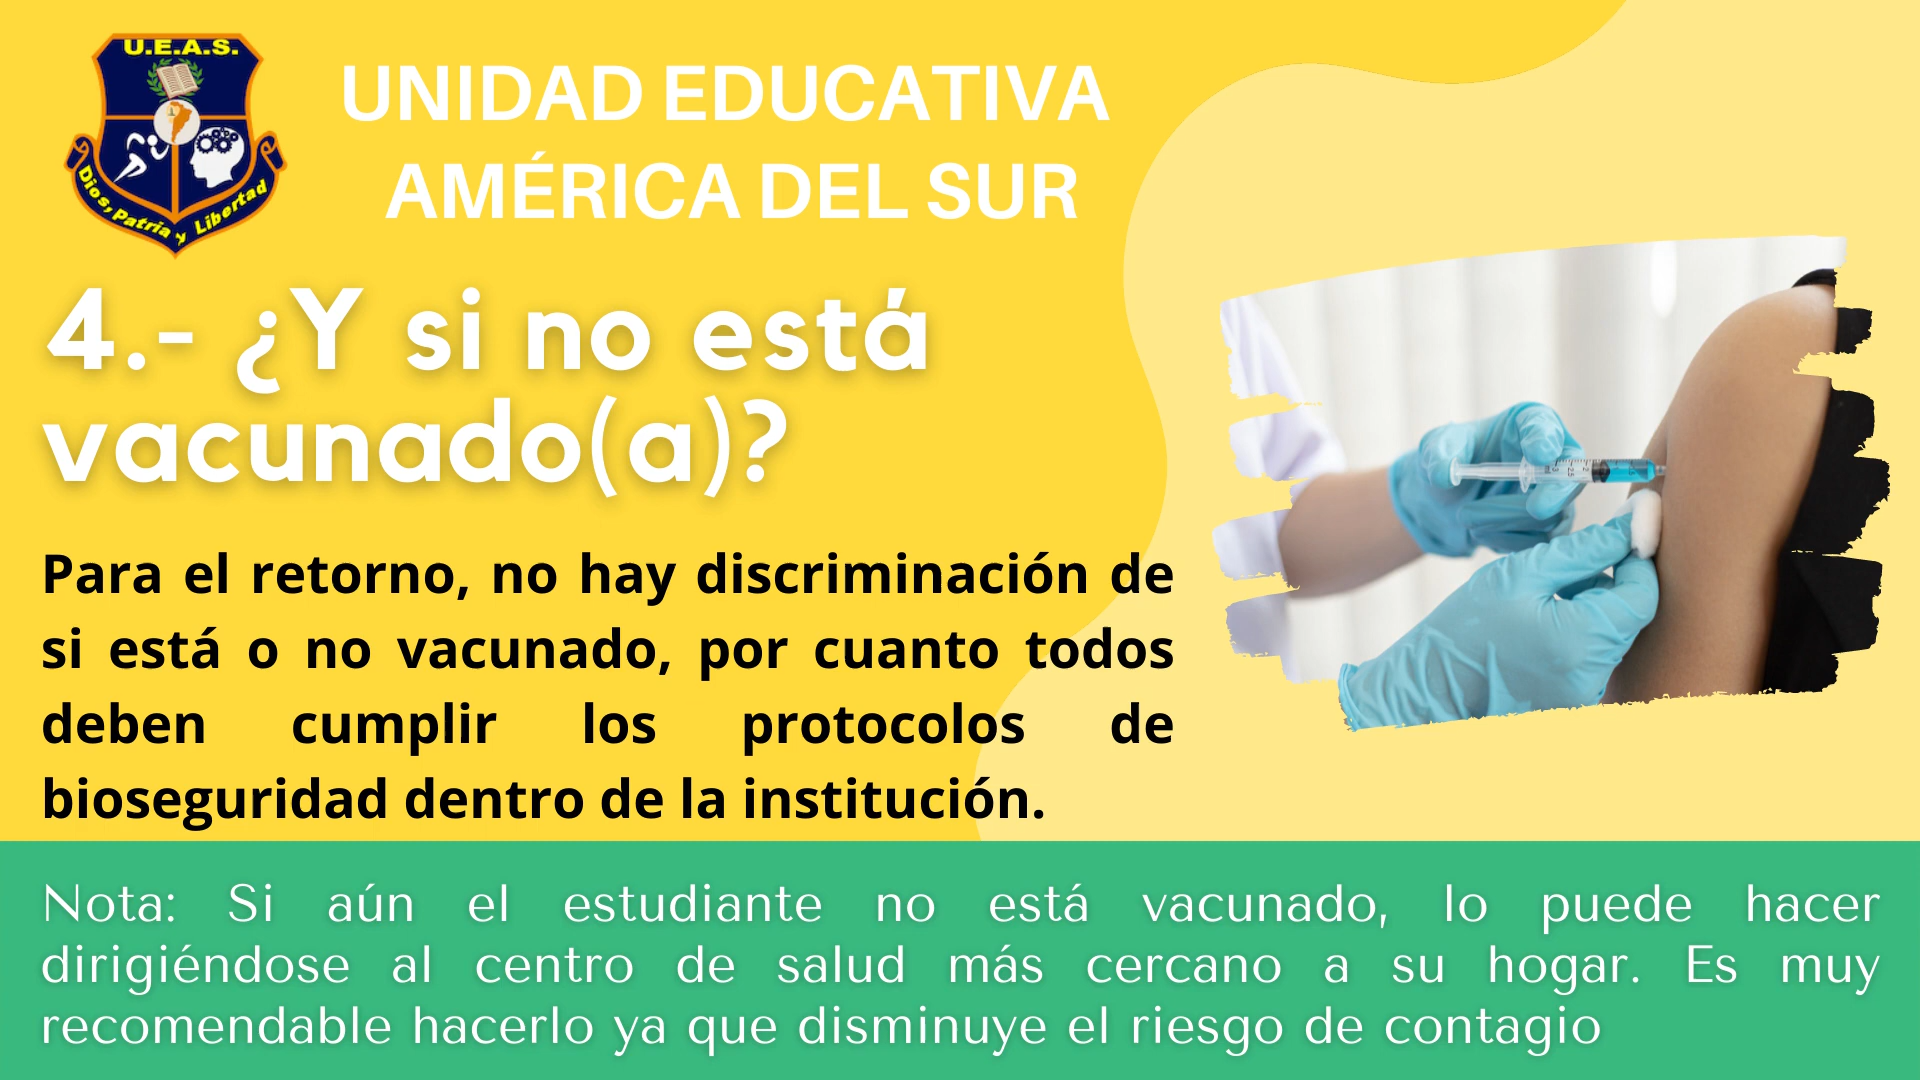 U.E.A.S.
Dios, Patria y Libertad
UNIDAD EDUCATIVA
AMÉRICA DEL SUR
4.- ¿Y si no está
vacunado(a)?
Para el retorno, no hay discriminación de
si está o no vacunado, por cuanto todos
deben cumplir los protocolos de
bioseguridad dentro de la institución.
Nota: Si aún el estudiante no está vacunado, lo puede hacer
dirigiéndose al centro de salud más cercano a su hogar. Es muy
recomendable hacerlo ya que disminuye el riesgo de contagio